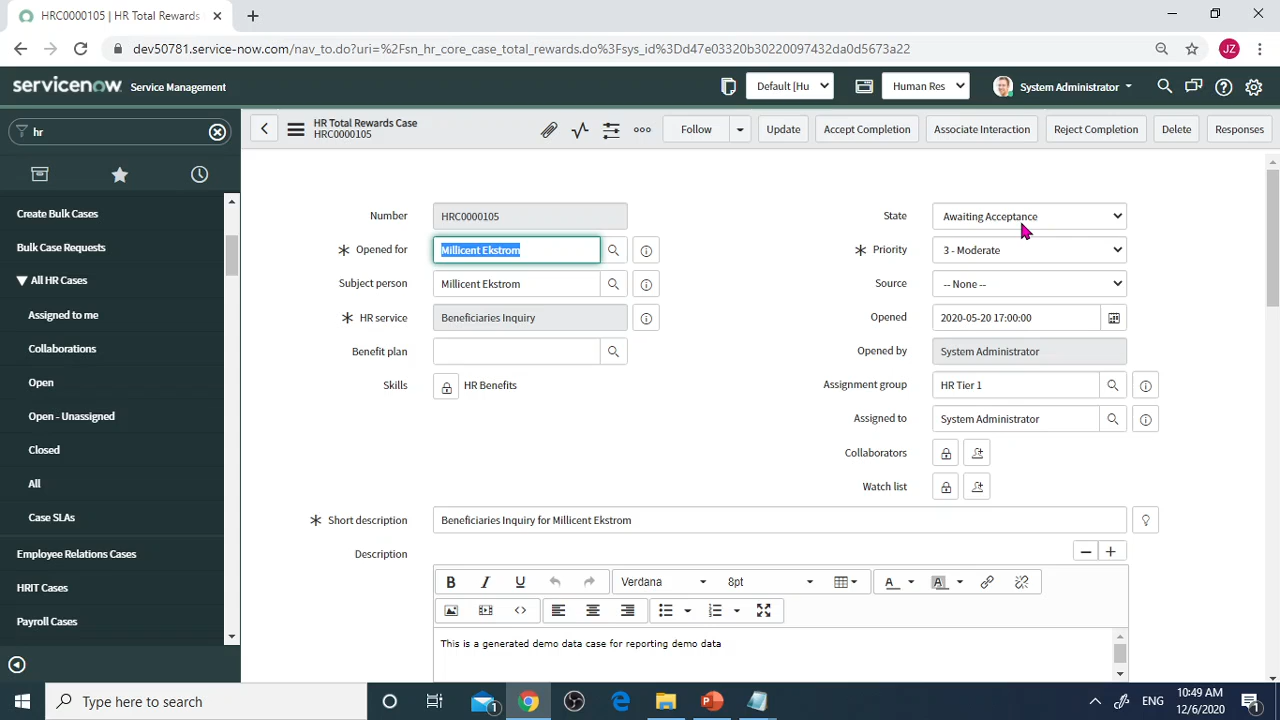 HRC0000105 | HR Total Rewards
dev50781.service-now.com/nav_to.do?uri=%2Fsn_hr_core_case_total_rewards.do%3Fsys_id%3Dd47e03320b30220097432da0d5673a22
JZ
servicenow Service Management
Default [Hu
Human Res
System Administrator
hr
HR Total Rewards Case
HRC0000105
Follow
Update
Accept Completion
Associate Interaction
Reject Completion
Delete
Responses
Create Bulk Cases
Bulk Case Requests
All HR Cases
Assigned to me
Collaborations
Open
Open - Unassigned
Closed
All
Case SLAs
Employee Relations Cases
HRIT Cases
Payroll Cases
Number HRC0000105
Opened for Millicent Ekstrom
Subject person Millicent Ekstrom
HR service Beneficiaries Inquiry
Benefit plan
Skills HR Benefits
State Awaiting Acceptance
Priority 3 - Moderate
Source -- None --
Opened 2020-05-20 17:00:00
Opened by System Administrator
Assignment group HR Tier 1
Assigned to System Administrator
Collaborators
Watch list
Short description Beneficiaries Inquiry for Millicent Ekstrom
Description
B I U Verdana 8pt A A
This is a generated demo data case for reporting demo data
Type here to search
1
ENG
10:49 AM
12/6/2020
1